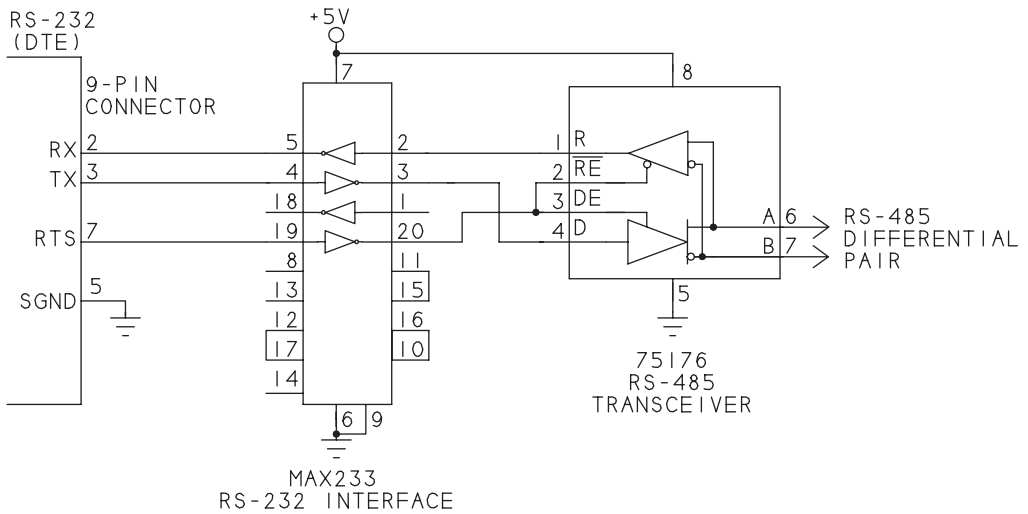 RS-232
(DTE)
+5V
7
8
9-PIN
CONNECTOR
RX 2
5
2
1 R
TX 3
4
3
2 RE
18
1
3 DE
RTS 7
19
20
4 D
A 6
B 7
RS-485
DIFFERENTIAL
PAIR
8
11
SGND 5
13
15
5
12
16
17
10
14
6
9
75176
RS-485
TRANSCEIVER
MAX233
RS-232 INTERFACE